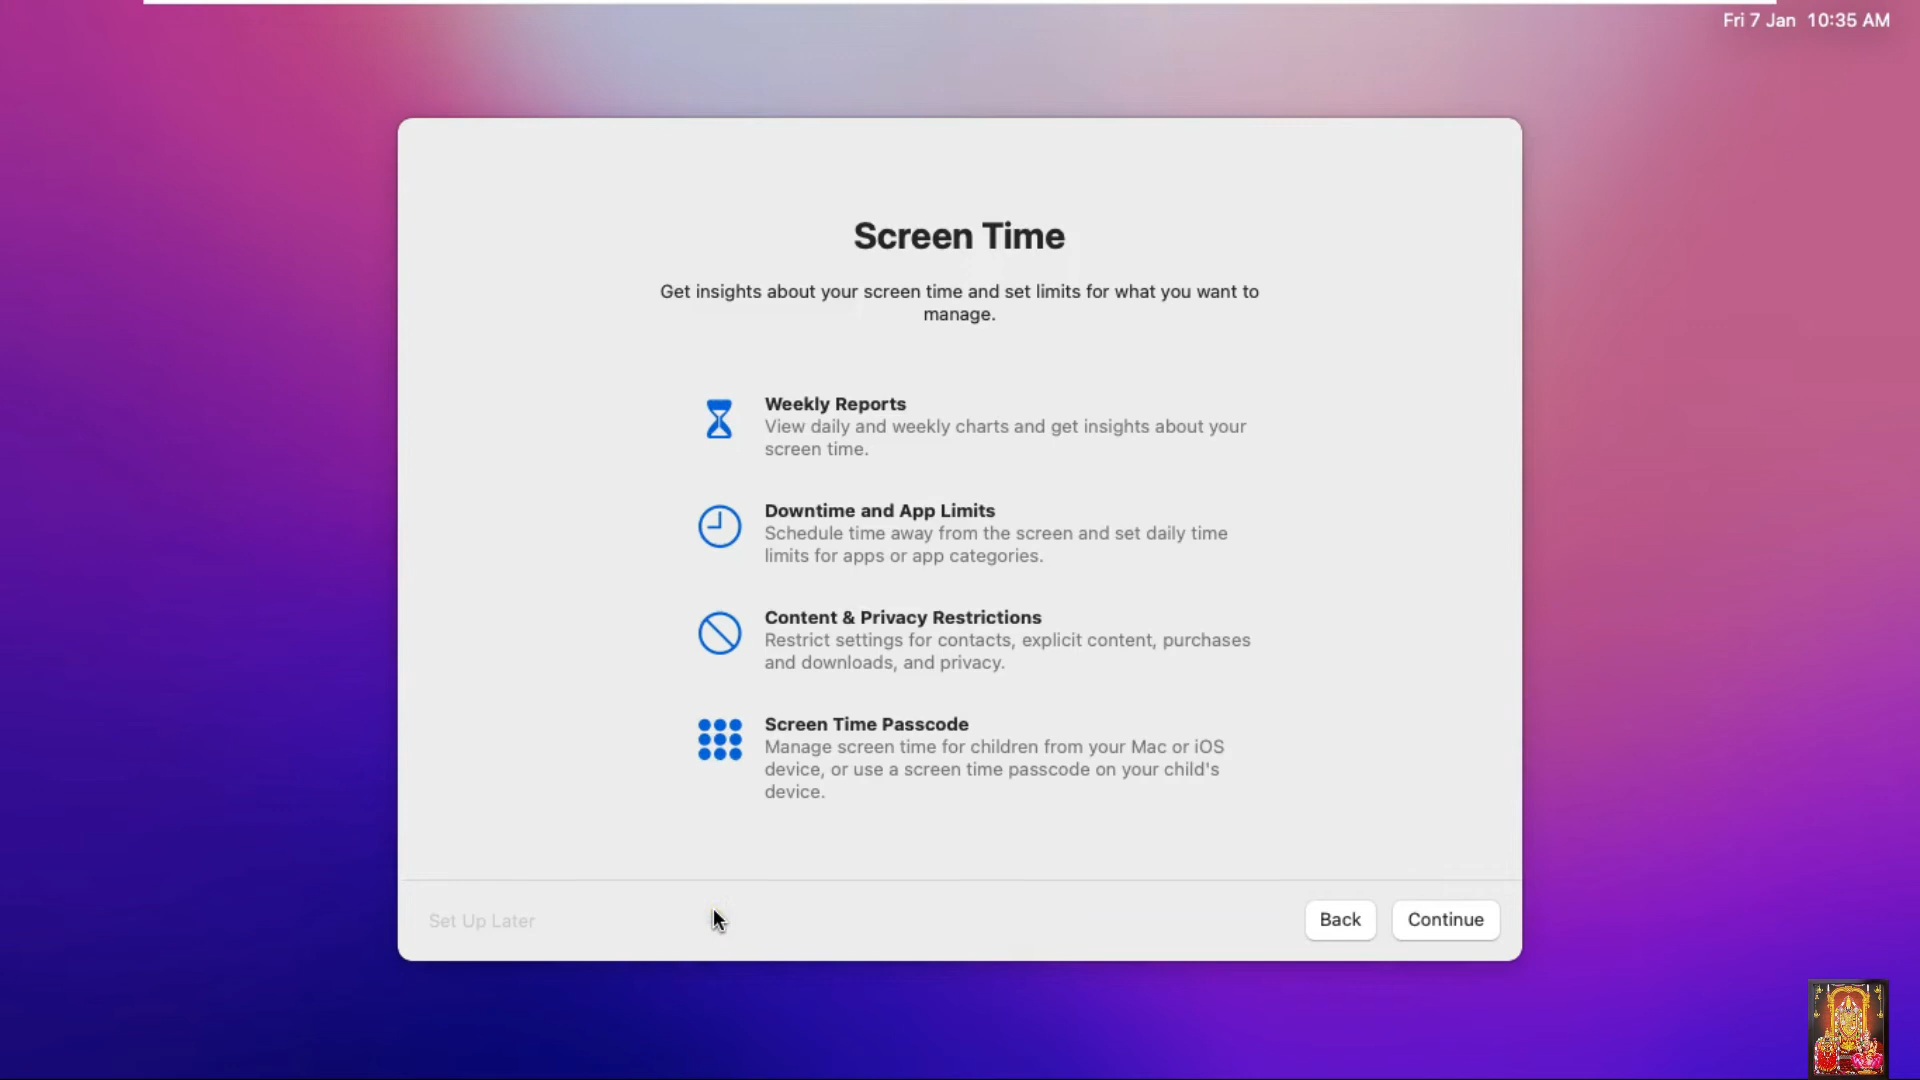 Fri 7 Jan 10:35 AM
Screen Time
Get insights about your screen time and set limits for what you want to
manage.
Weekly Reports
View daily and weekly charts and get insights about your
screen time.
Downtime and App Limits
Schedule time away from the screen and set daily time
limits for apps or app categories.
Content & Privacy Restrictions
Restrict settings for contacts, explicit content, purchases
and downloads, and privacy.
Screen Time Passcode
Manage screen time for children from your Mac or iOS
device, or use a screen time passcode on your child's
device.
Set Up Later
Back
Continue